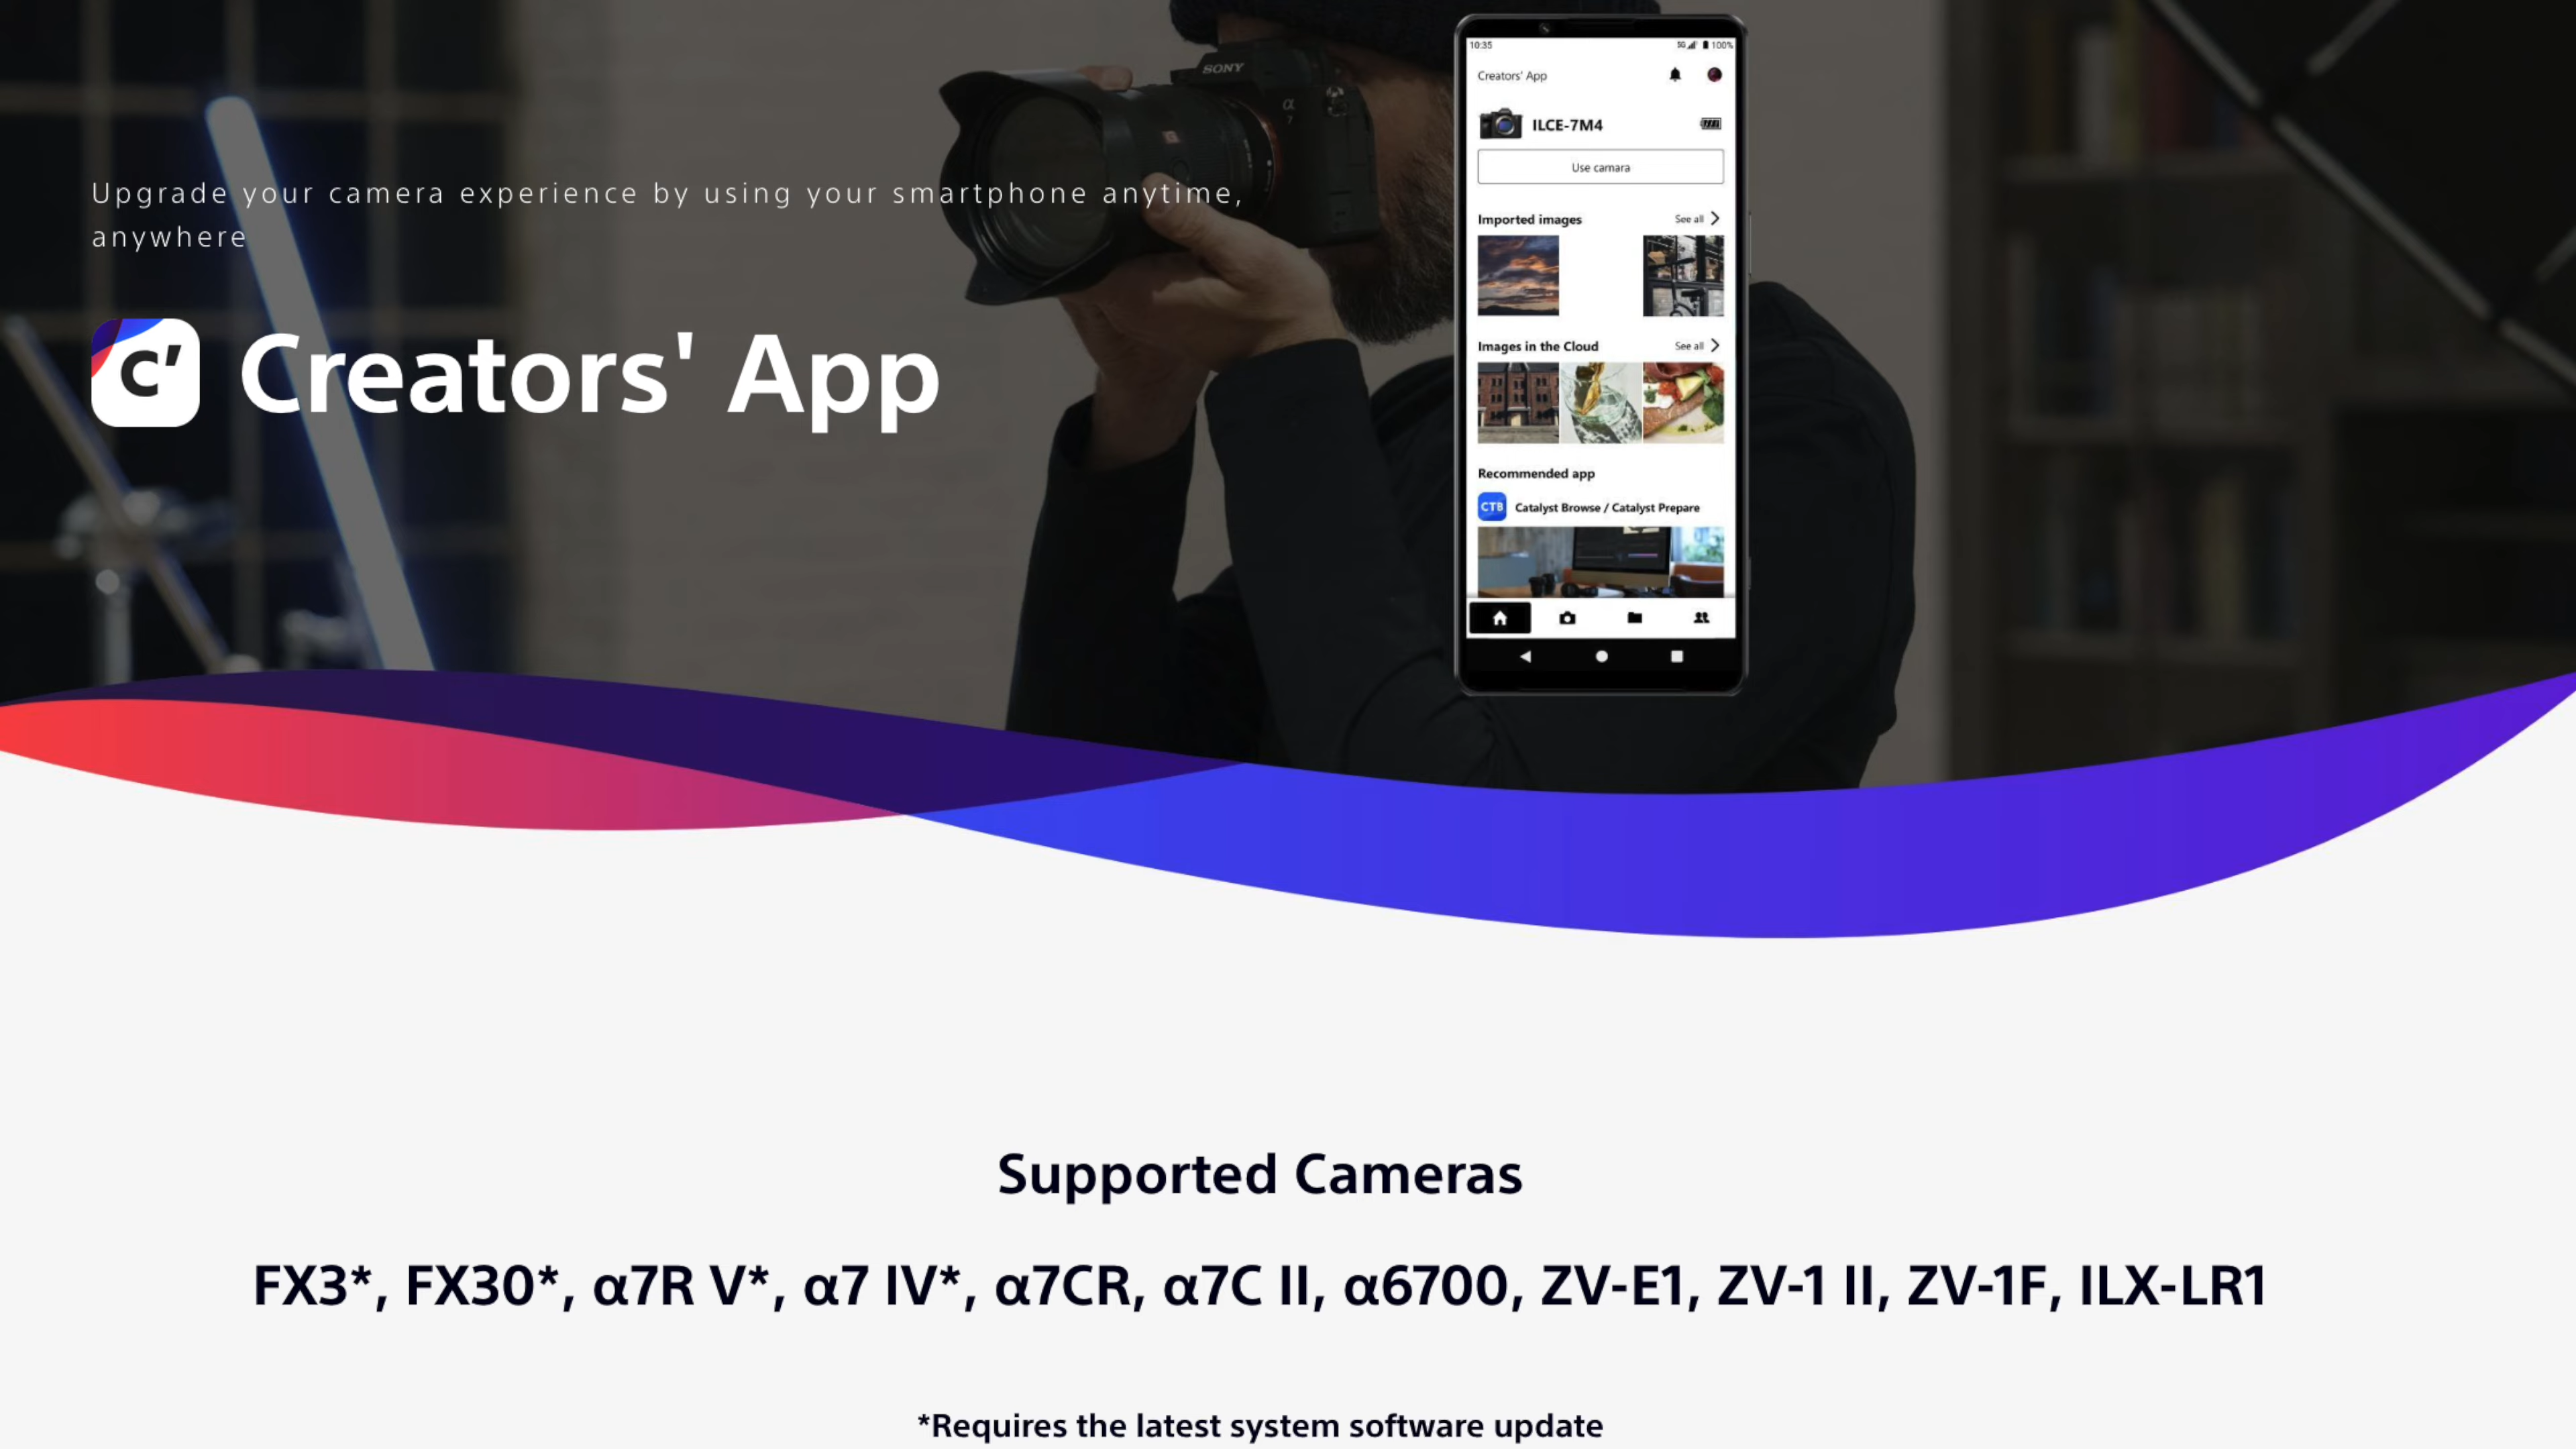 Upgrade your camera experience by using your smartphone anytime,
anywhere
C' Creators' App
SONY
α
7
10:35
5G 100%
Creators' App
ILCE-7M4
Use camara
Imported images See all
Images in the Cloud See all
Recommended app
CTB Catalyst Browse / Catalyst Prepare
Supported Cameras
FX3*, FX30*, α7R V*, α7 IV*, α7CR, α7C II, α6700, ZV-E1, ZV-1 II, ZV-1F, ILX-LR1
*Requires the latest system software update